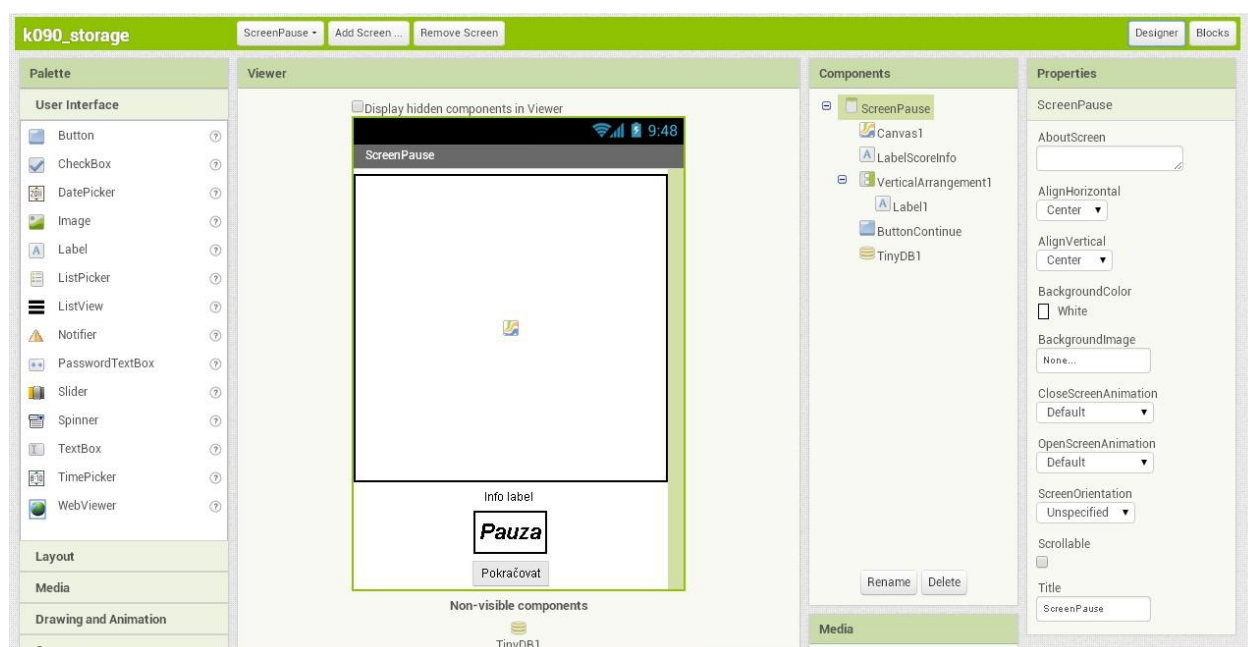 k090_storage
ScreenPause
Add Screen ...
Remove Screen
Designer
Blocks
Palette
User Interface
Button
CheckBox
DatePicker
Image
Label
ListPicker
ListView
Notifier
PasswordTextBox
Slider
Spinner
TextBox
TimePicker
WebViewer
Layout
Media
Drawing and Animation
Viewer
Display hidden components in Viewer
9:48
ScreenPause
Info label
Pauza
Pokračovat
Non-visible components
TinyDB1
Components
ScreenPause
Canvas1
LabelScoreInfo
VerticalArrangement1
Label1
ButtonContinue
TinyDB1
Rename Delete
Media
Properties
ScreenPause
AboutScreen
AlignHorizontal
Center
AlignVertical
Center
BackgroundColor
White
BackgroundImage
None...
CloseScreenAnimation
Default
OpenScreenAnimation
Default
ScreenOrientation
Unspecified
Scrollable
Title
ScreenPause